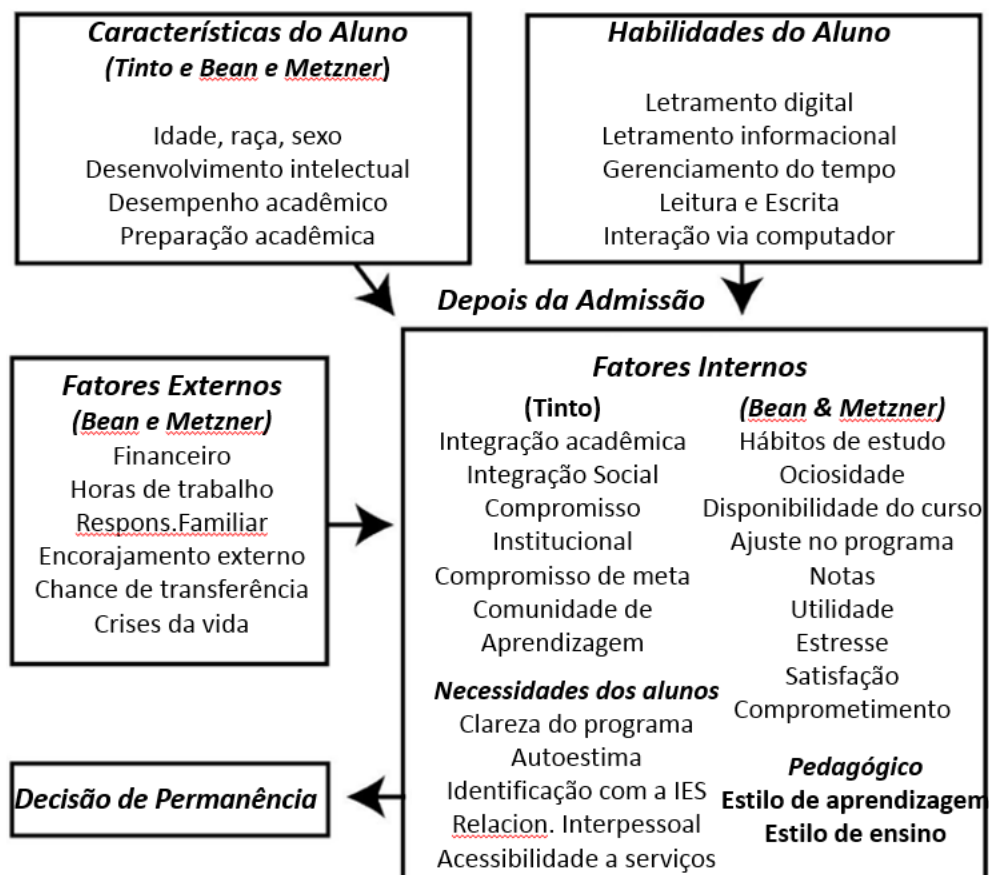 Características do Aluno
(Tinto e Bean e Metzner)
Idade, raça, sexo
Desenvolvimento intelectual
Desempenho acadêmico
Preparação acadêmica
Habilidades do Aluno
Letramento digital
Letramento informacional
Gerenciamento do tempo
Leitura e Escrita
Interação via computador
Depois da Admissão
Fatores Externos
(Bean e Metzner)
Financeiro
Horas de trabalho
Respons.Familiar
Encorajamento externo
Chance de transferência
Crises da vida
Fatores Internos
(Tinto)
Integração acadêmica
Integração Social
Compromisso
Institucional
Compromisso de meta
Comunidade de
Aprendizagem
Necessidades dos alunos
Clareza do programa
Autoestima
Identificação com a IES
Relacion. Interpessoal
Acessibilidade a serviços
(Bean & Metzner)
Hábitos de estudo
Ociosidade
Disponibilidade do curso
Ajuste no programa
Notas
Utilidade
Estresse
Satisfação
Comprometimento
Pedagógico
Estilo de aprendizagem
Estilo de ensino
Decisão de Permanência